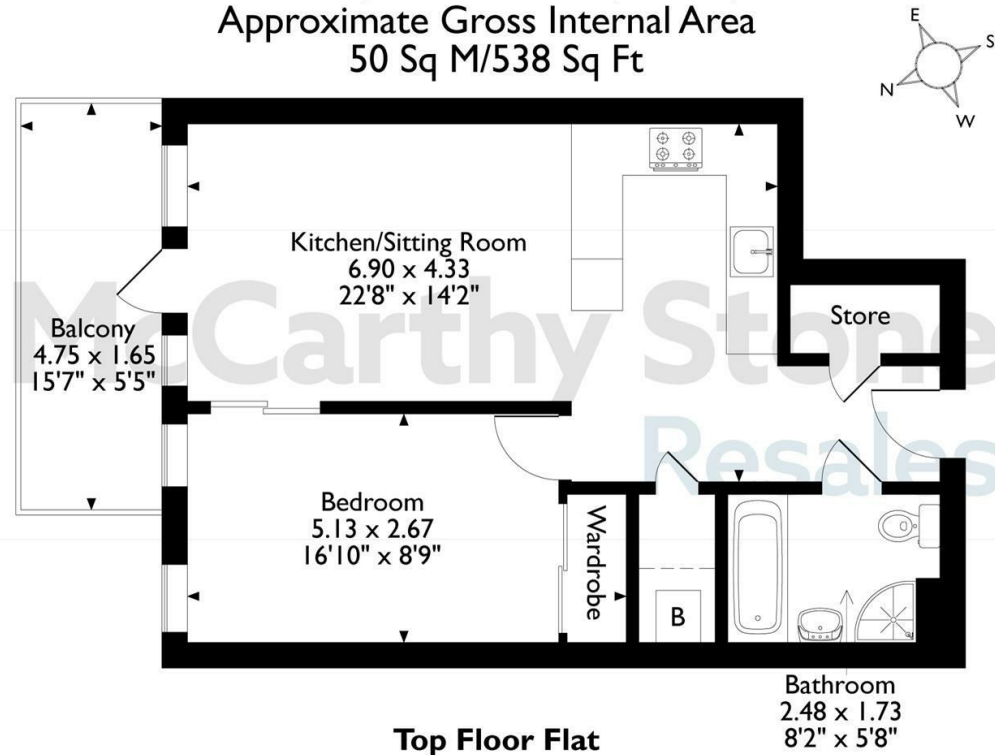 Approximate Gross Internal Area
50 Sq M/538 Sq Ft
E
S
N
W
Kitchen/Sitting Room
6.90 x 4.33
22'8" x 14'2"
Balcony
4.75 x 1.65
15'7" x 5'5"
Store
McCarthy Stone
Resales
Bedroom
5.13 x 2.67
16'10" x 8'9"
Wardrobe
B
Bathroom
2.48 x 1.73
8'2" x 5'8"
Top Floor Flat